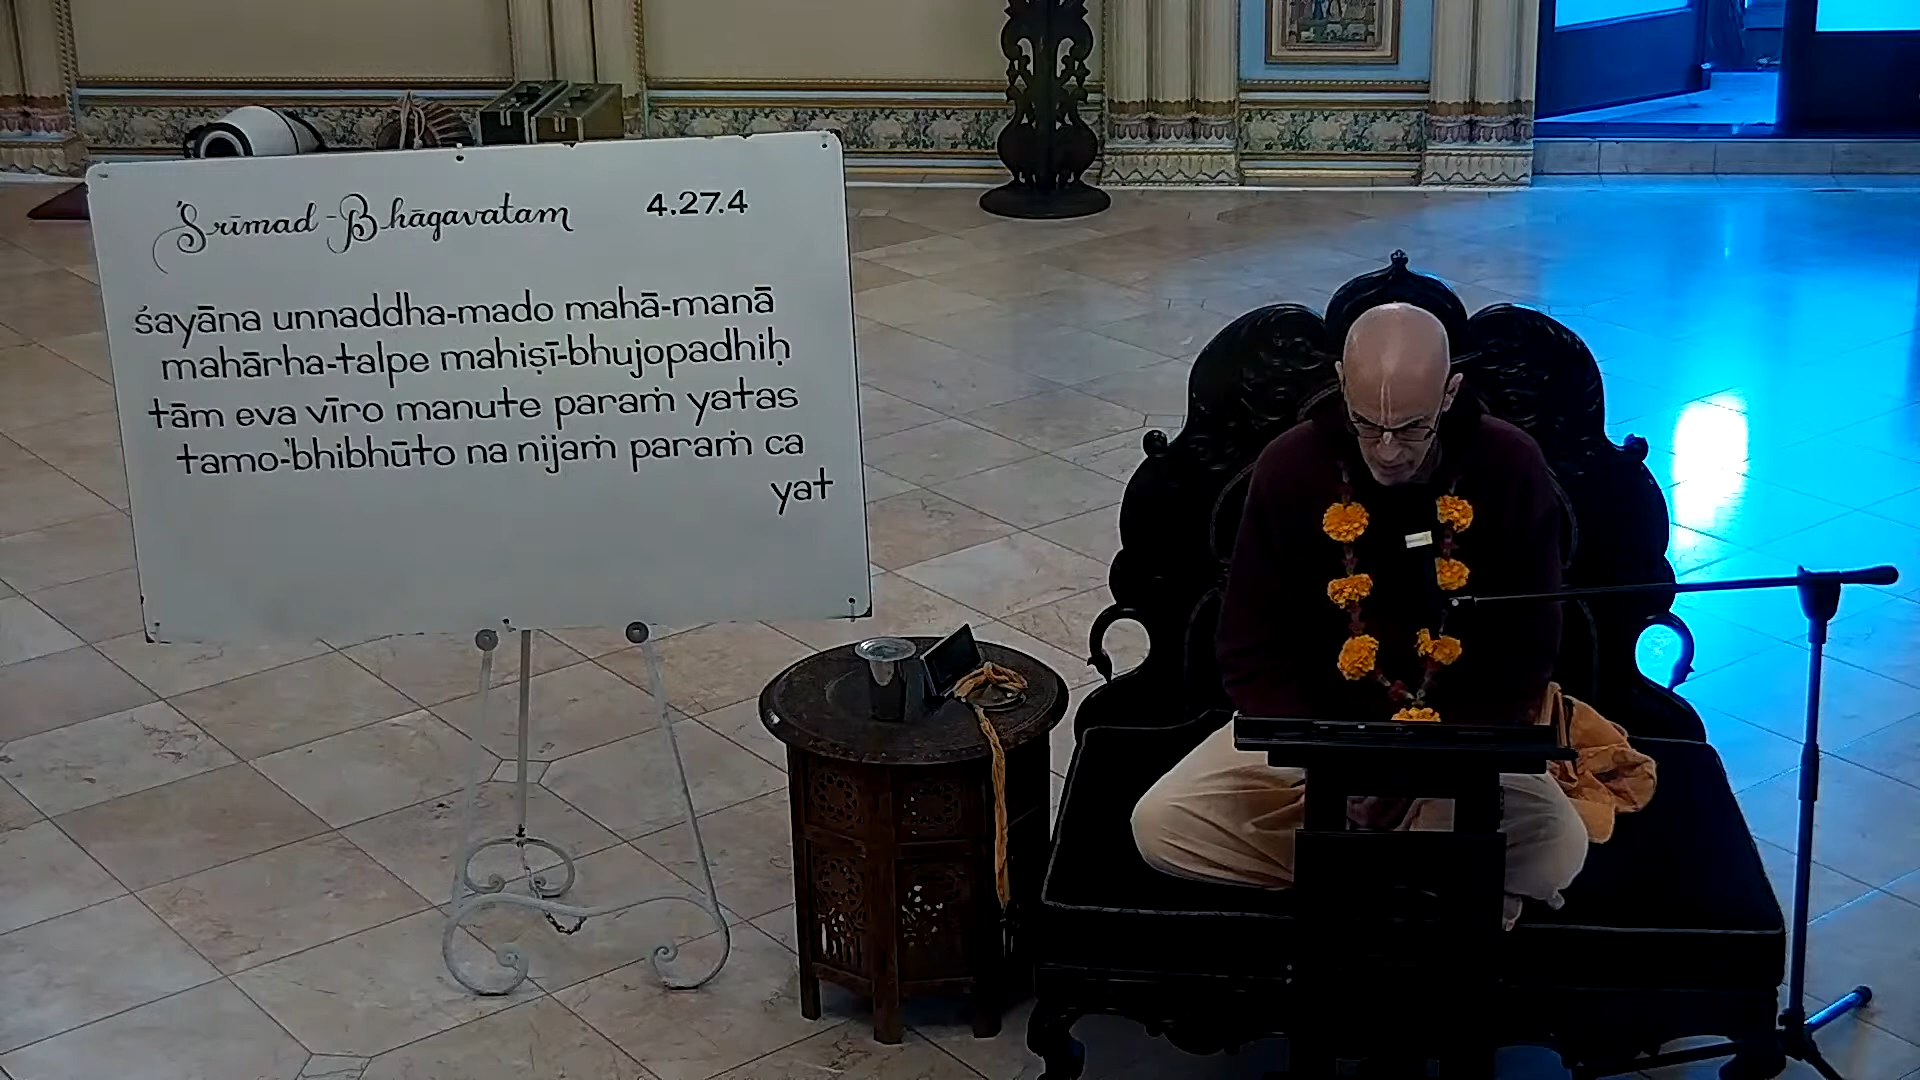 Śrīmad-Bhāgavatam 4.27.4
śayāna unnaddha-mado mahā-manā
mahārha-talpe mahiṣī-bhujopadhiḥ
tām eva vīro manute paraṁ yatas
tamo-'bhibhūto na nijaṁ paraṁ ca
yat